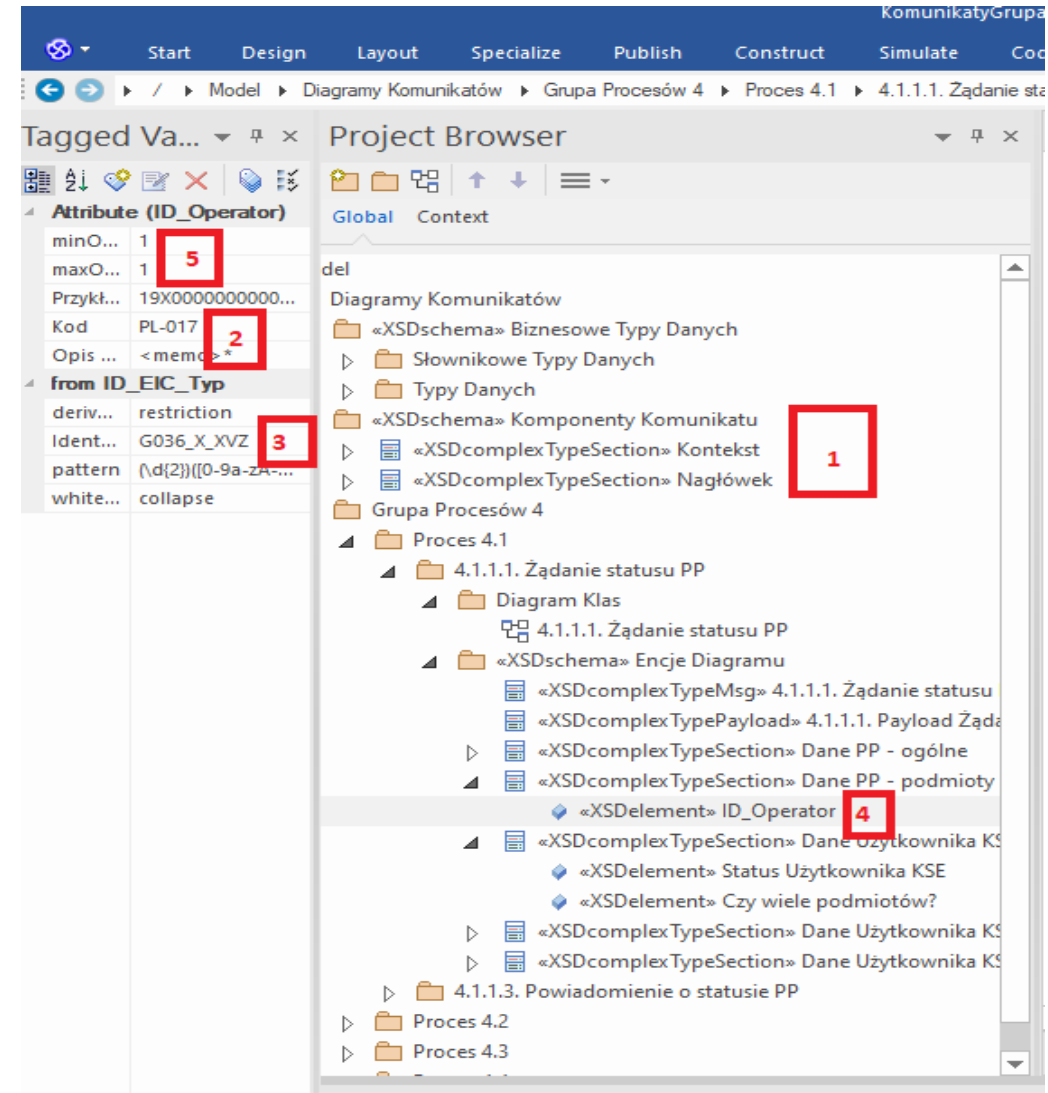 KomunikatyGrupa
Start Design Layout Specialize Publish Construct Simulate
/ Model Diagramy Komunikatów Grupa Procesów 4 Proces 4.1 4.1.1.1. Żądanie sta
Tagged Va...
Attribute (ID_Operator)
minO... 1
maxO... 1
5
Przykł... 19X0000000000...
Kod PL-017
2
Opis ... <memo>*
from ID_EIC_Typ
deriv... restriction
Ident... G036_X_XVZ
3
pattern (\d{2})([0-9a-zA-...
white... collapse
Project Browser
Global Context
del
Diagramy Komunikatów
«XSDschema» Biznesowe Typy Danych
Słownikowe Typy Danych
Typy Danych
«XSDschema» Komponenty Komunikatu
«XSDcomplexTypeSection» Kontekst
1
«XSDcomplexTypeSection» Nagłówek
Grupa Procesów 4
Proces 4.1
4.1.1.1. Żądanie statusu PP
Diagram Klas
4.1.1.1. Żądanie statusu PP
«XSDschema» Encje Diagramu
«XSDcomplexTypeMsg» 4.1.1.1. Żądanie statusu
«XSDcomplexTypePayload» 4.1.1.1. Payload Żąda
«XSDcomplexTypeSection» Dane PP - ogólne
«XSDcomplexTypeSection» Dane PP - podmioty
«XSDelement» ID_Operator
4
«XSDcomplexTypeSection» Dane Użytkownika KS
«XSDelement» Status Użytkownika KSE
«XSDelement» Czy wiele podmiotów?
«XSDcomplexTypeSection» Dane Użytkownika KS
«XSDcomplexTypeSection» Dane Użytkownika KS
4.1.1.3. Powiadomienie o statusie PP
Proces 4.2
Proces 4.3